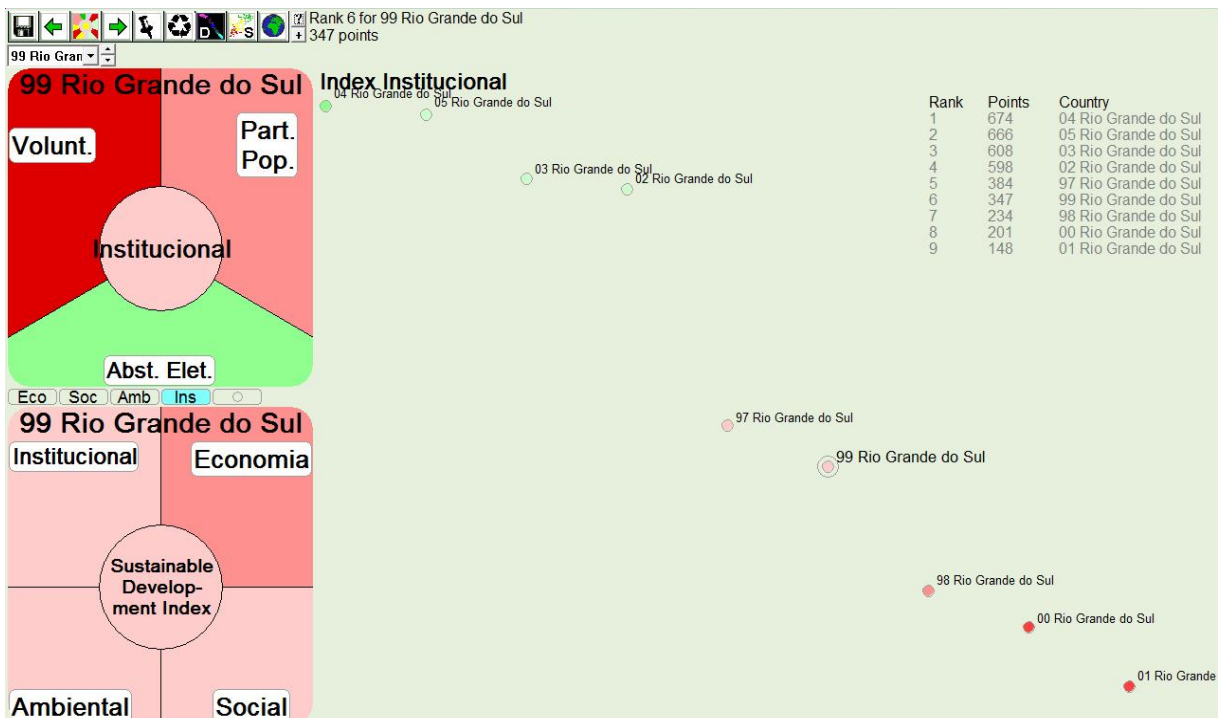 Rank 6 for 99 Rio Grande do Sul
347 points
99 Rio Gran
99 Rio Grande do Sul
Volunt.
Part.
Pop.
Institucional
Abst. Elet.
Eco Soc Amb Ins
99 Rio Grande do Sul
Institucional
Economia
Sustainable
Develop-
ment Index
Ambiental
Social
Index Institucional
04 Rio Grande do Sul
05 Rio Grande do Sul
03 Rio Grande do Sul
02 Rio Grande do Sul
97 Rio Grande do Sul
99 Rio Grande do Sul
98 Rio Grande do Sul
00 Rio Grande do Sul
01 Rio Grande
Rank Points Country
1 674 04 Rio Grande do Sul
2 666 05 Rio Grande do Sul
3 608 03 Rio Grande do Sul
4 598 02 Rio Grande do Sul
5 384 97 Rio Grande do Sul
6 347 99 Rio Grande do Sul
7 234 98 Rio Grande do Sul
8 201 00 Rio Grande do Sul
9 148 01 Rio Grande do Sul